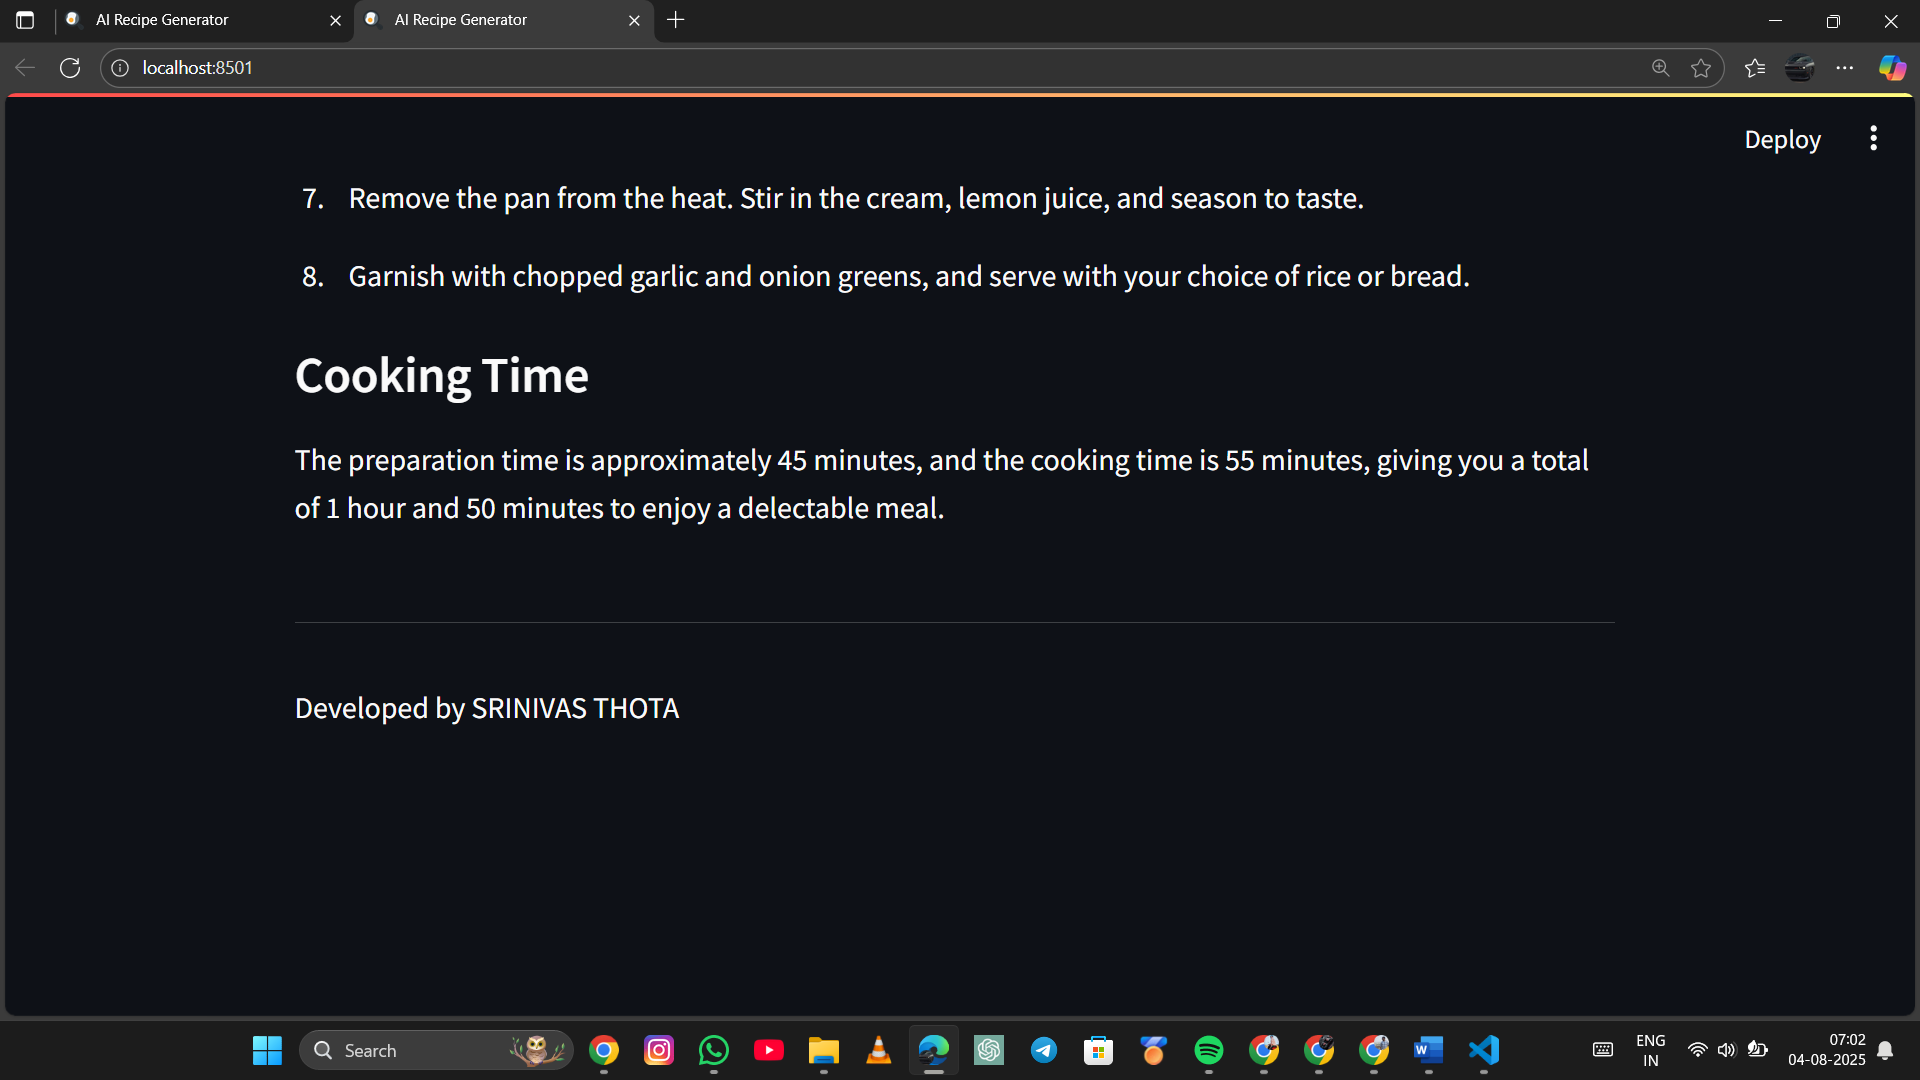 AI Recipe Generator
AI Recipe Generator
localhost:8501
Deploy
7. Remove the pan from the heat. Stir in the cream, lemon juice, and season to taste.
8. Garnish with chopped garlic and onion greens, and serve with your choice of rice or bread.
Cooking Time
The preparation time is approximately 45 minutes, and the cooking time is 55 minutes, giving you a total
of 1 hour and 50 minutes to enjoy a delectable meal.
Developed by SRINIVAS THOTA
Search
ENG
IN
07:02
04-08-2025